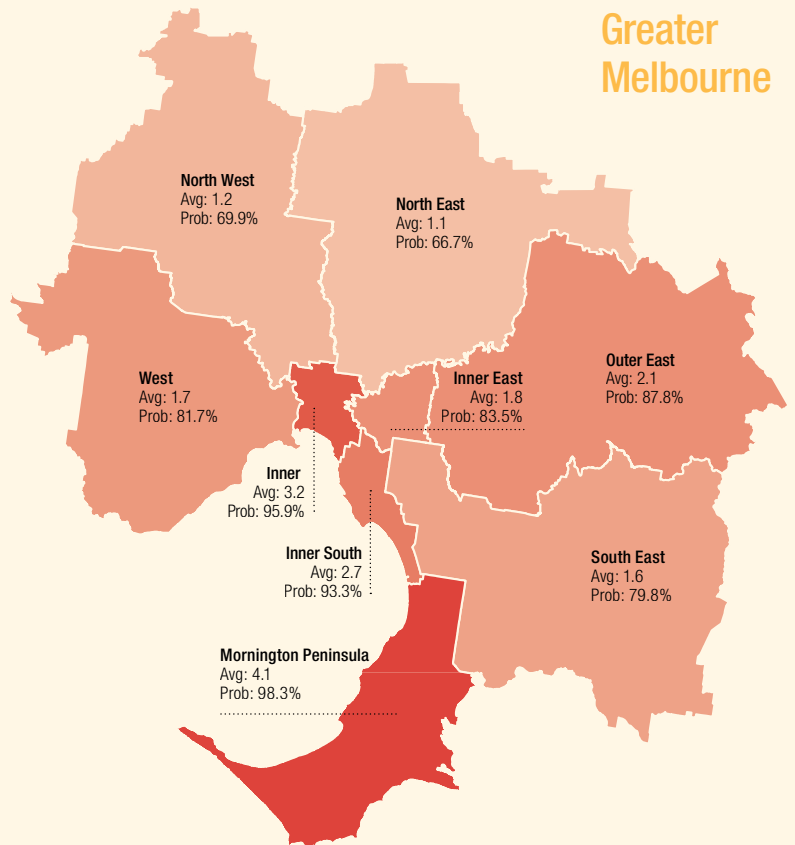 Greater
Melbourne
North West
Avg: 1.2
Prob: 69.9%
North East
Avg: 1.1
Prob: 66.7%
West
Avg: 1.7
Prob: 81.7%
Inner East
Avg: 1.8
Prob: 83.5%
Outer East
Avg: 2.1
Prob: 87.8%
Inner
Avg: 3.2
Prob: 95.9%
Inner South
Avg: 2.7
Prob: 93.3%
South East
Avg: 1.6
Prob: 79.8%
Mornington Peninsula
Avg: 4.1
Prob: 98.3%